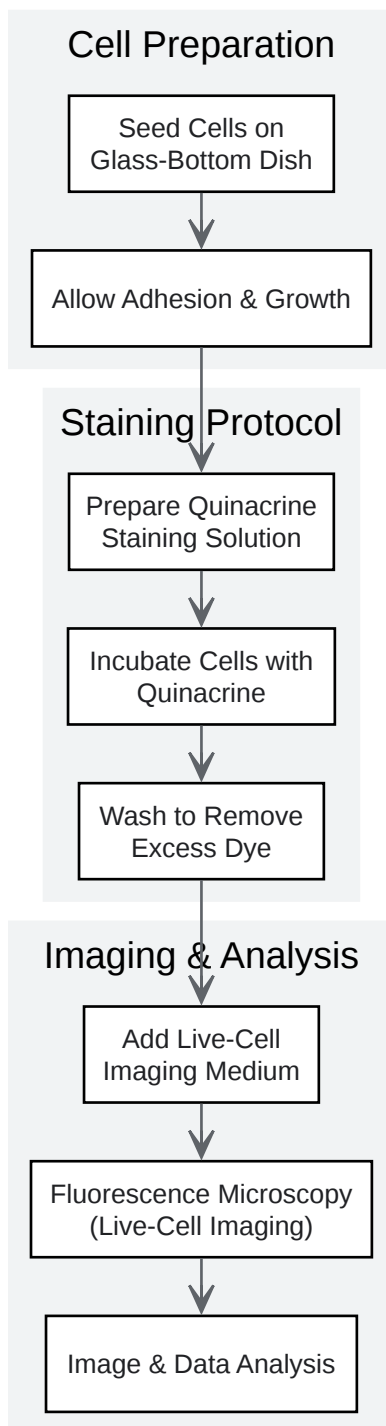 Cell Preparation
Seed Cells on
Glass-Bottom Dish
Allow Adhesion & Growth
Staining Protocol
Prepare Quinacrine
Staining Solution
Incubate Cells with
Quinacrine
Wash to Remove
Excess Dye
Imaging & Analysis
Add Live-Cell
Imaging Medium
Fluorescence Microscopy
(Live-Cell Imaging)
Image & Data Analysis